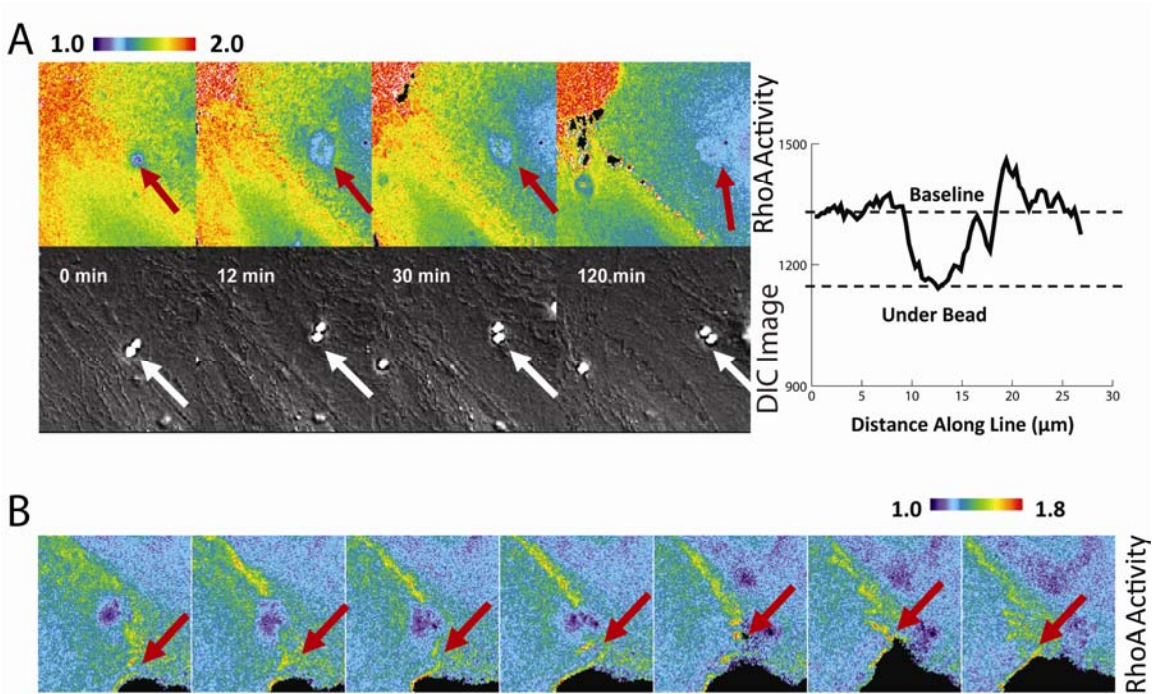 A
1.0 2.0
RhoA Activity
0 min 12 min 30 min 120 min
DIC Image
1500
1200
900
Baseline
Under Bead
0 5 10 15 20 25 30
Distance Along Line (µm)
B
1.0 1.8
RhoA Activity